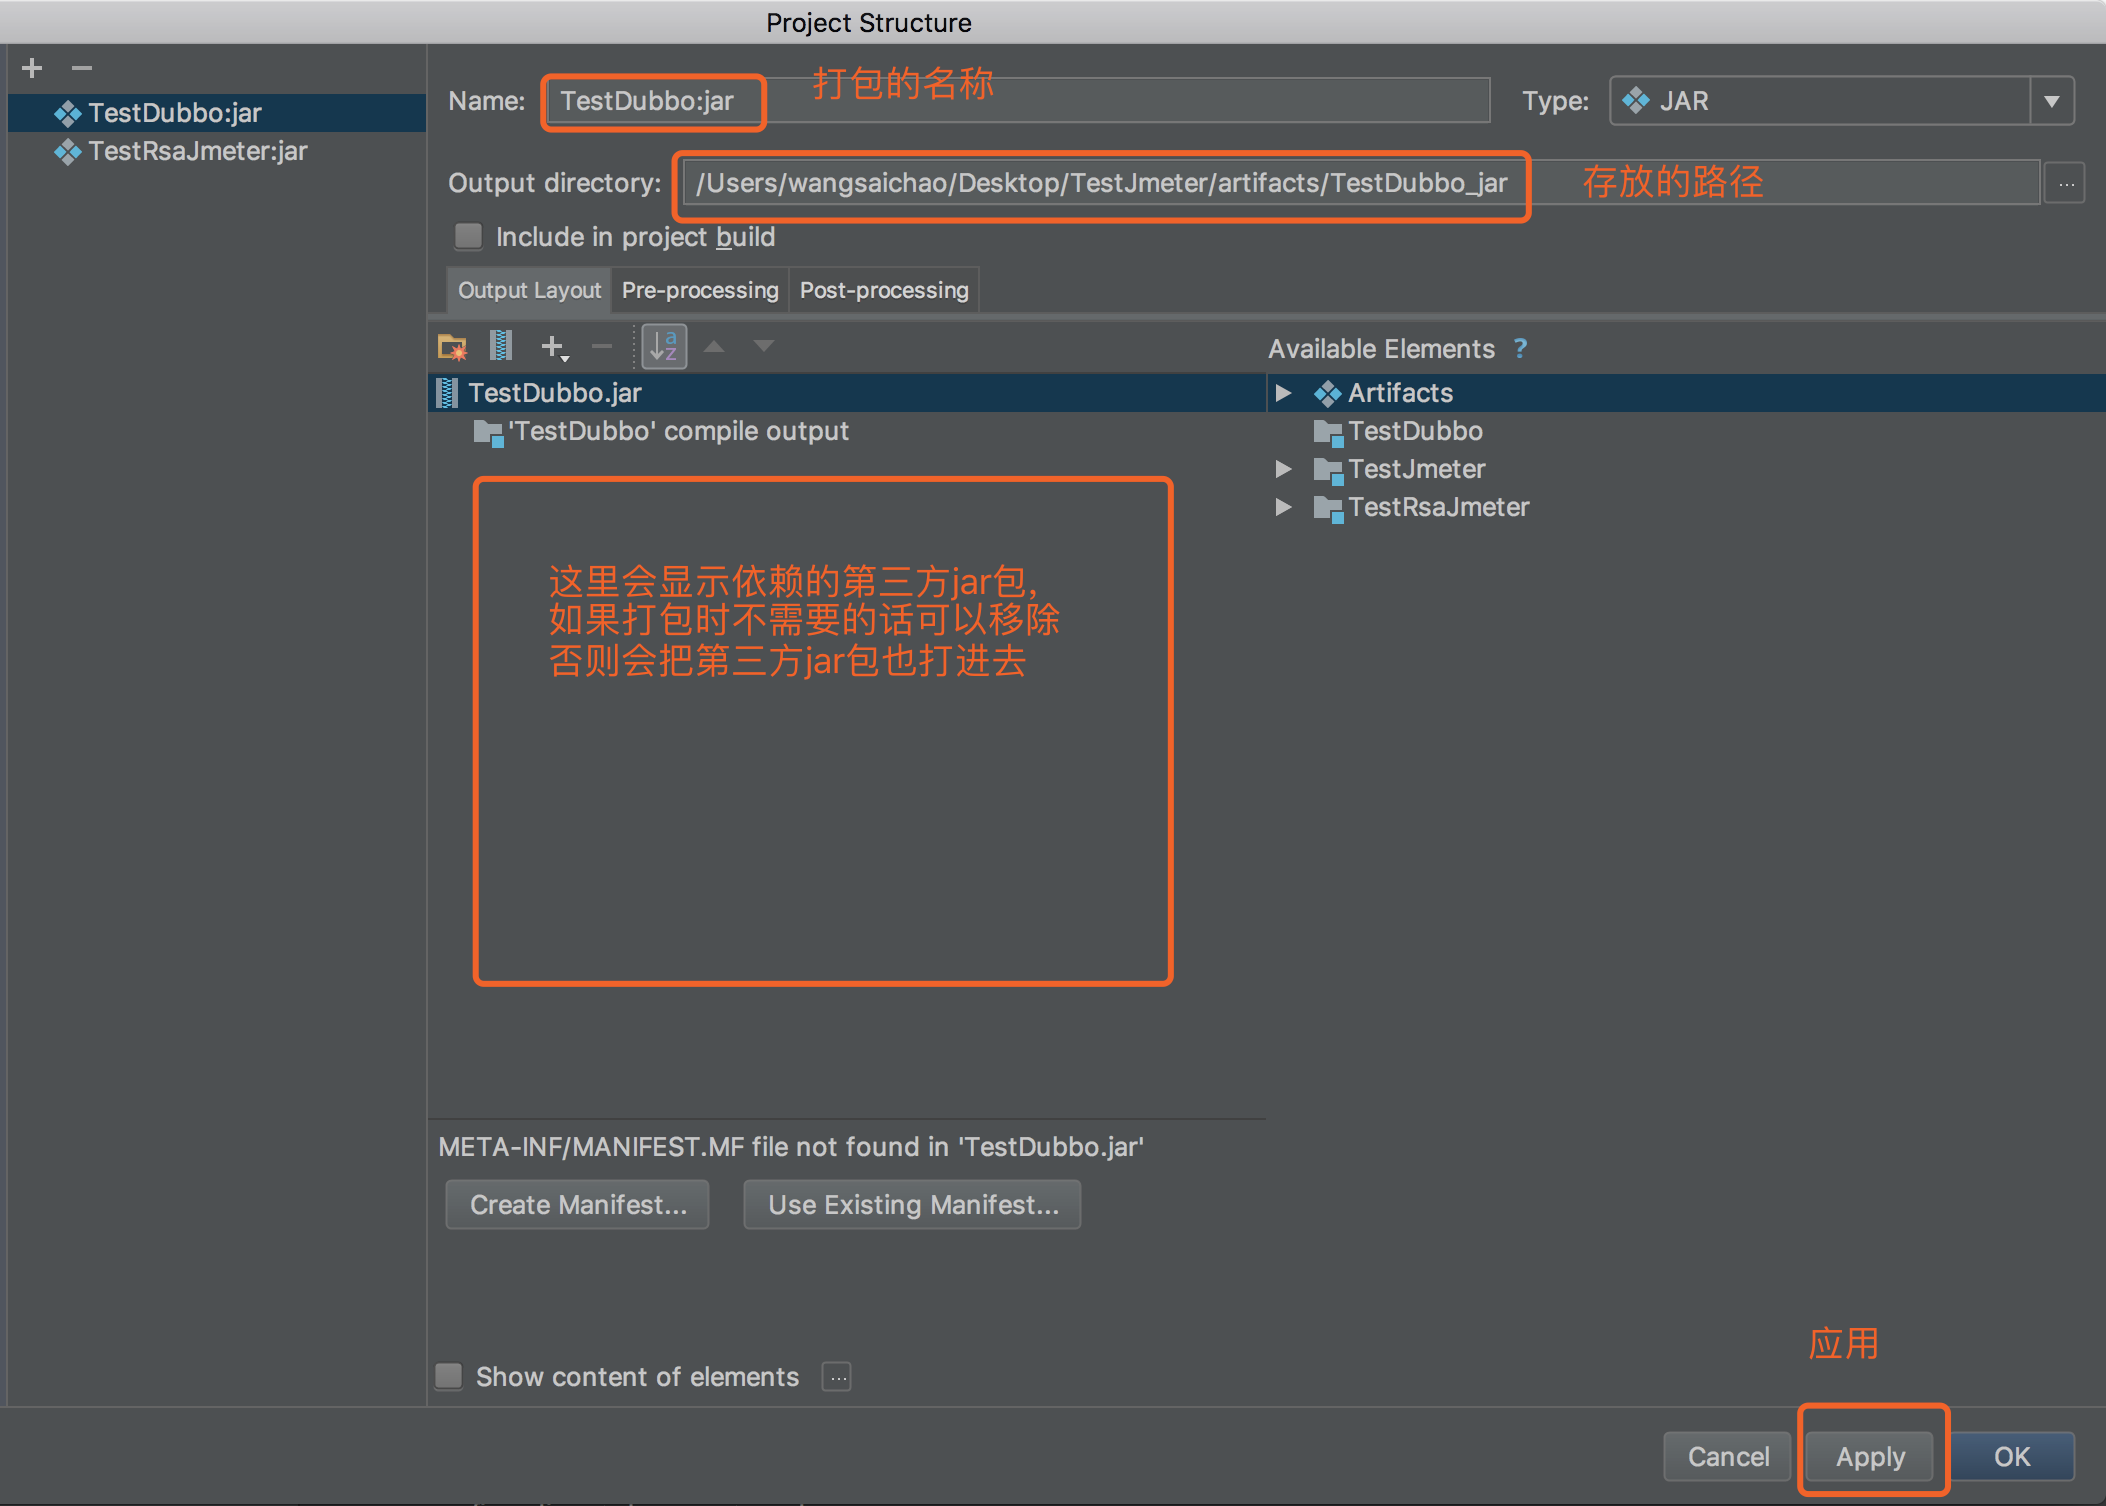 Project Structure
TestDubbo:jar
TestRsaJmeter:jar
Name: TestDubbo:jar 打包的名称 Type: JAR
Output directory: /Users/wangsaichao/Desktop/TestJmeter/artifacts/TestDubbo_jar 存放的路径 ...
Include in project build
Output Layout Pre-processing Post-processing
a
z
Available Elements ?
TestDubbo.jar
'TestDubbo' compile output
Artifacts
TestDubbo
TestJmeter
TestRsaJmeter
这里会显示依赖的第三方jar包,
如果打包时不需要的话可以移除
否则会把第三方jar包也打进去
META-INF/MANIFEST.MF file not found in 'TestDubbo.jar'
Create Manifest... Use Existing Manifest...
Show content of elements ...
应用
Cancel Apply OK